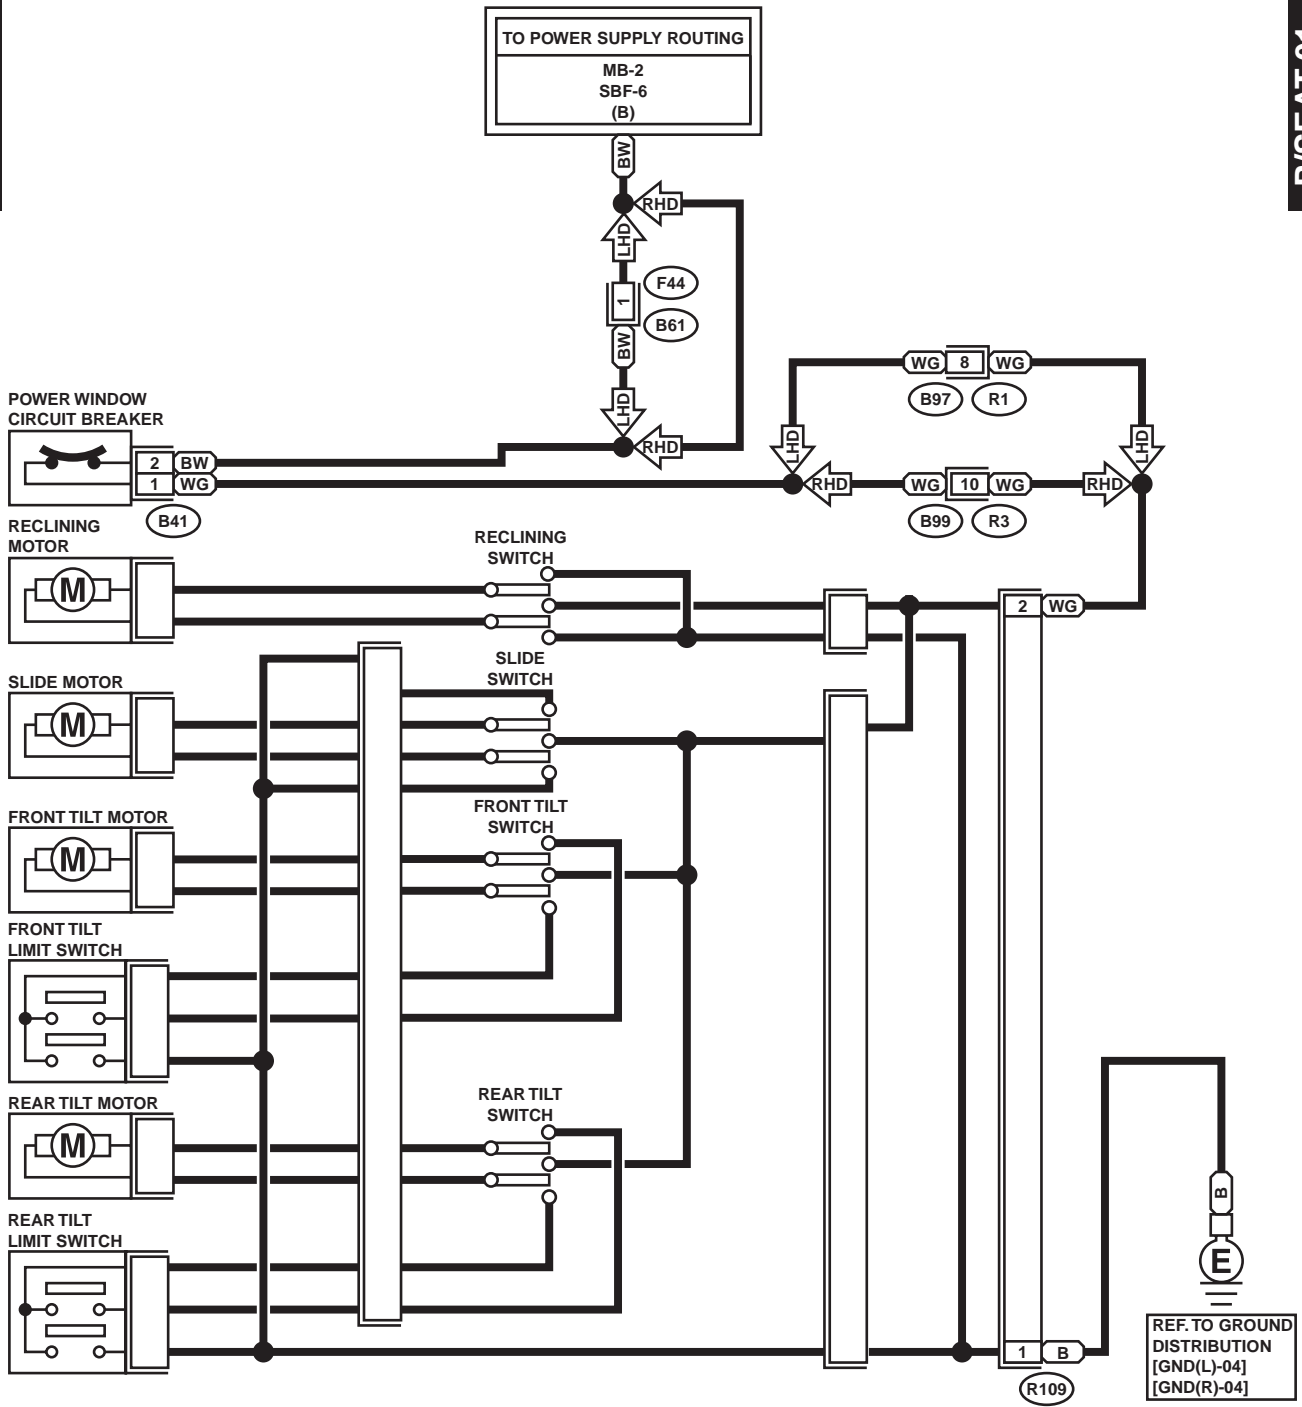 TO POWER SUPPLY ROUTING
MB-2
SBF-6
(B)
BW
RHD
LHD
F44
1
B61
BW
LHD
RHD
WG 8 WG
B97 R1
LHD LHD
POWER WINDOW
CIRCUIT BREAKER
2 BW
1 WG
B41
RHD WG 10 WG RHD
B99 R3
RECLINING
MOTOR
M
RECLINING
SWITCH
2 WG
SLIDE
SWITCH
SLIDE MOTOR
M
FRONT TILT
SWITCH
FRONT TILT MOTOR
M
FRONT TILT
LIMIT SWITCH
REAR TILT
SWITCH
REAR TILT MOTOR
M
REAR TILT
LIMIT SWITCH
B
E
1 B
R109
REF. TO GROUND
DISTRIBUTION
[GND(L)-04]
[GND(R)-04]